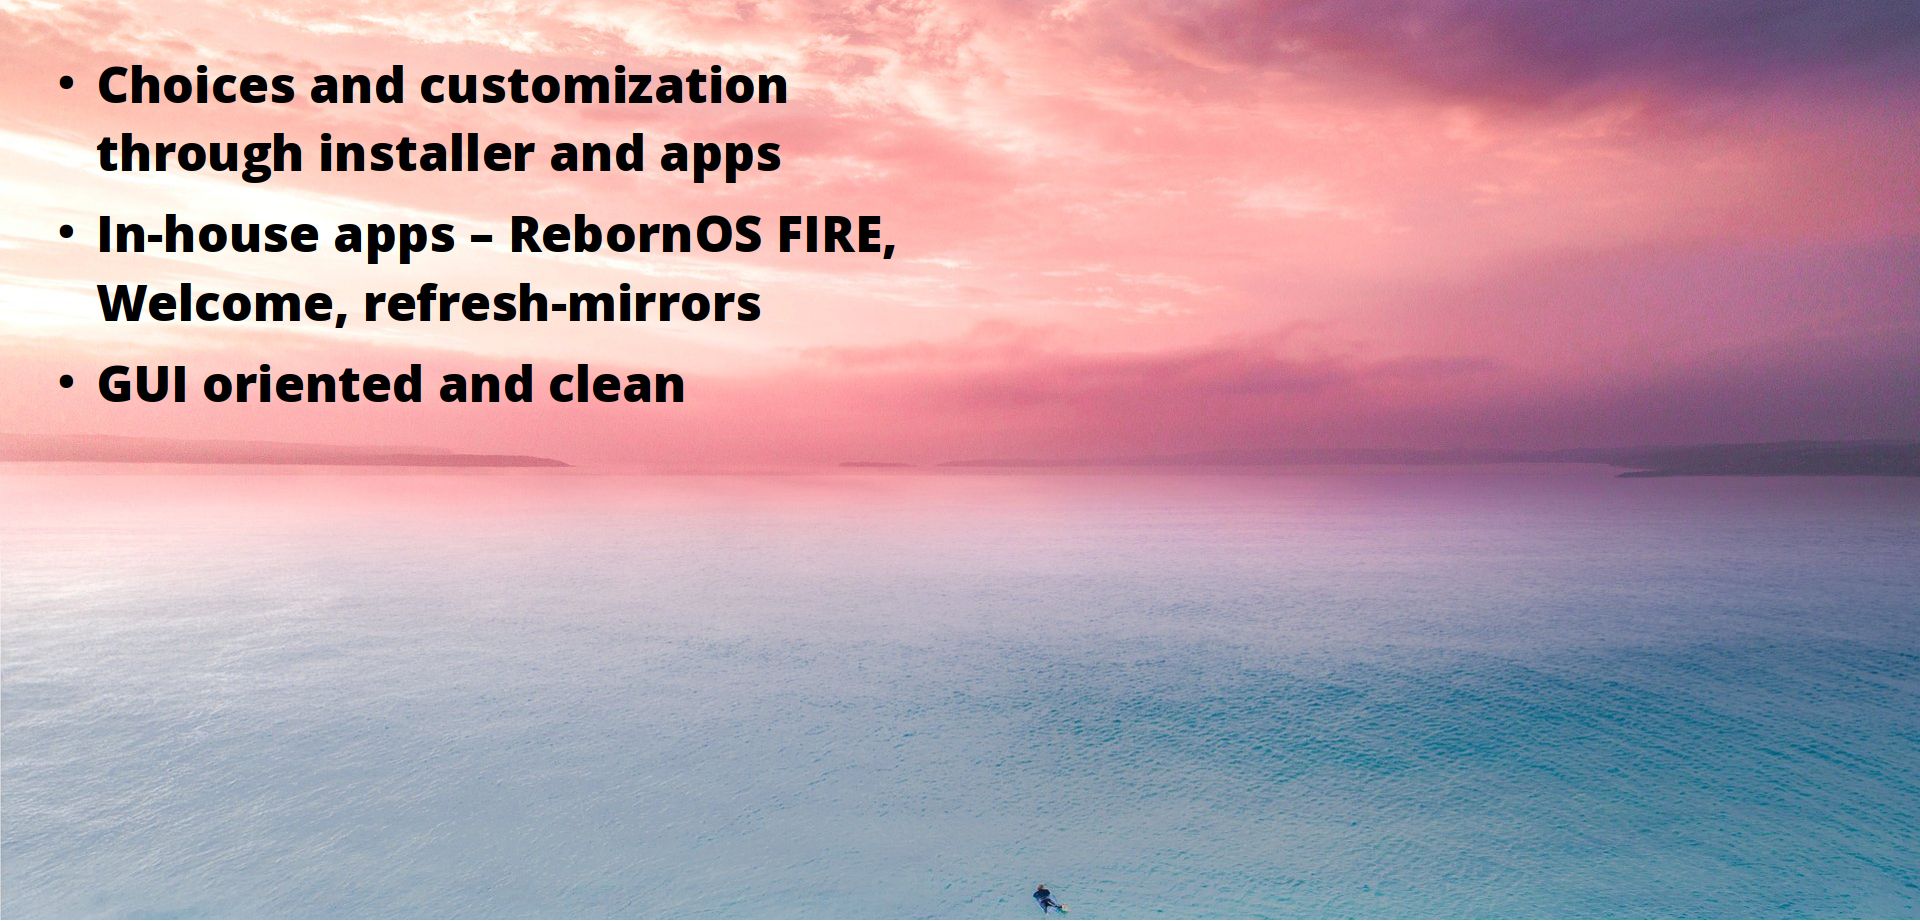 • Choices and customization
through installer and apps
• In-house apps – RebornOS FIRE,
Welcome, refresh-mirrors
• GUI oriented and clean